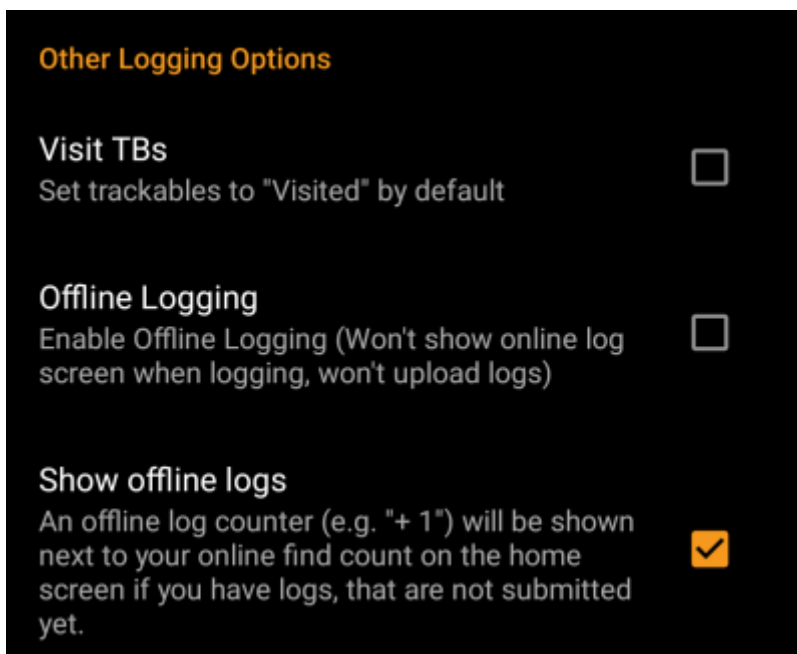 Other Logging Options
Visit TBs
Set trackables to "Visited" by default
Offline Logging
Enable Offline Logging (Won't show online log
screen when logging, won't upload logs)
Show offline logs
An offline log counter (e.g. "+ 1") will be shown
next to your online find count on the home
screen if you have logs, that are not submitted
yet.